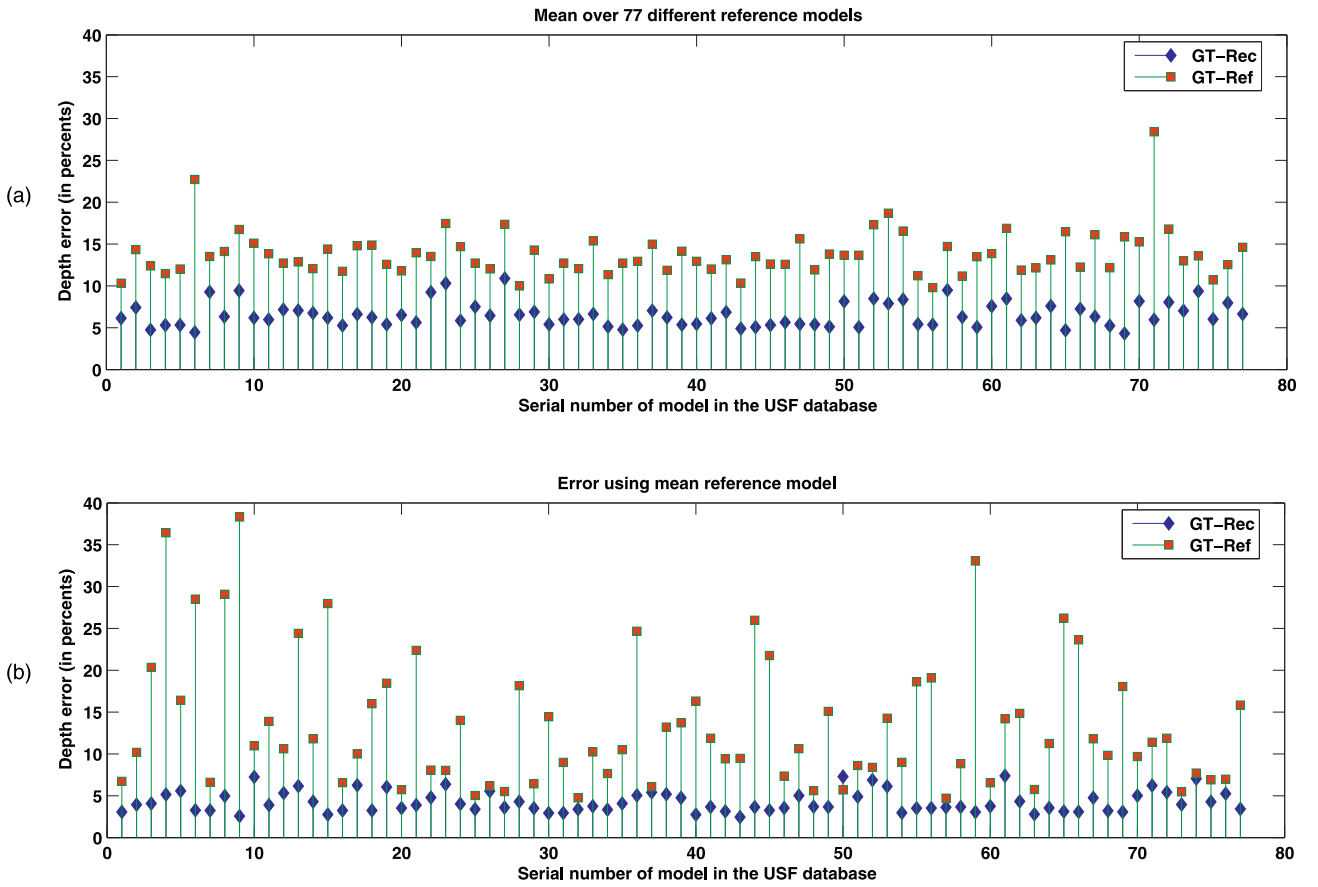 Mean over 77 different reference models
40
35
30
25
20
15
10
5
0
Depth error (in percents)
(a)
GT−Rec
GT−Ref
0 10 20 30 40 50 60 70 80
Serial number of model in the USF database
Error using mean reference model
40
35
30
25
20
15
10
5
0
Depth error (in percents)
(b)
GT−Rec
GT−Ref
0 10 20 30 40 50 60 70 80
Serial number of model in the USF database